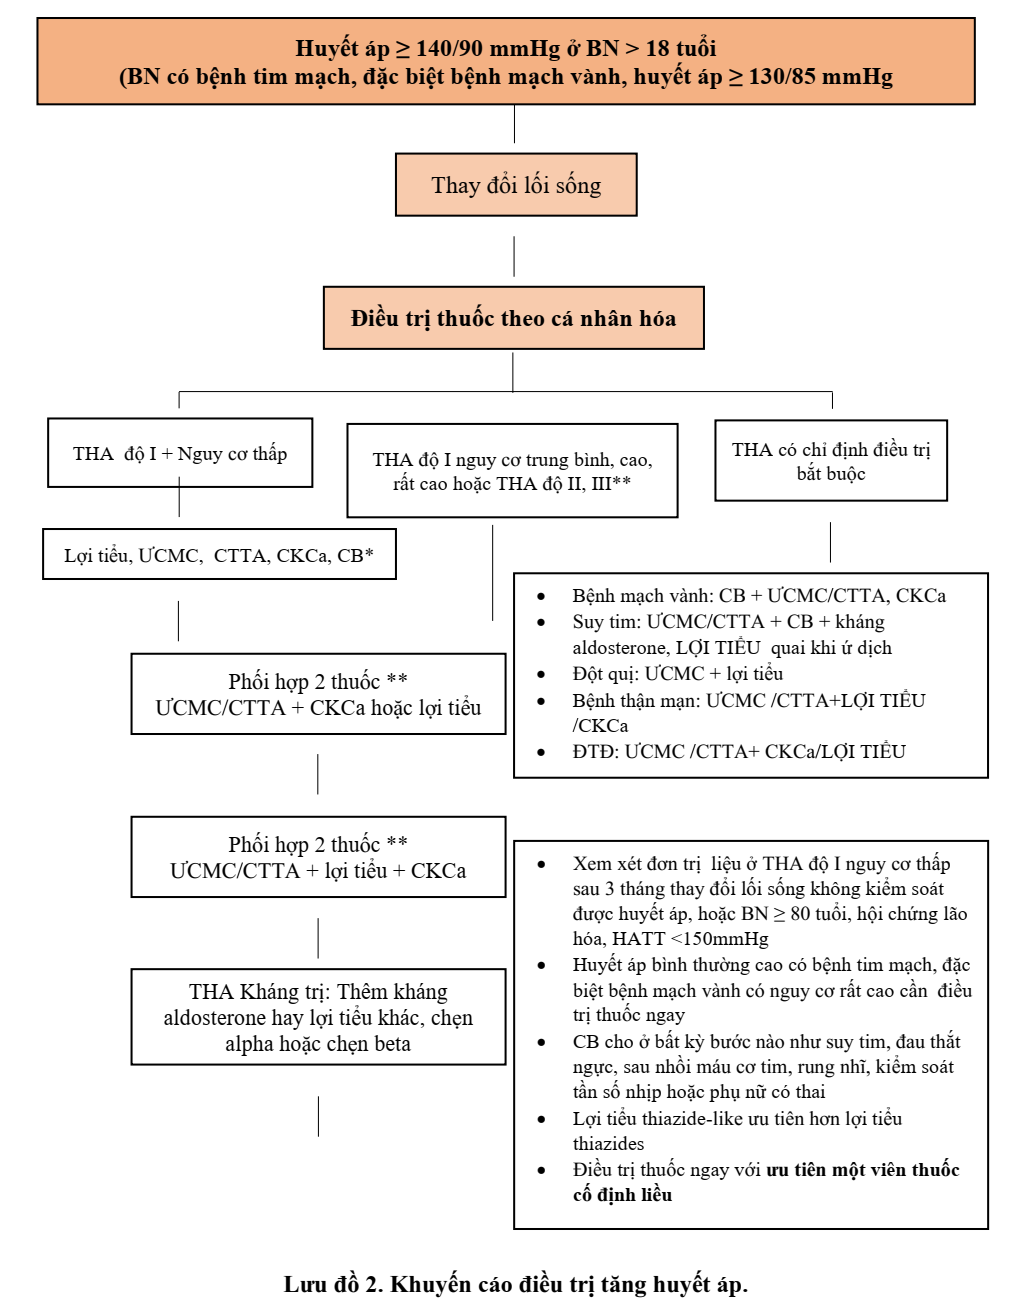 Huyết áp ≥ 140/90 mmHg ở BN > 18 tuổi
(BN có bệnh tim mạch, đặc biệt bệnh mạch vành, huyết áp ≥ 130/85 mmHg
Thay đổi lối sống
Điều trị thuốc theo cá nhân hóa
THA độ I + Nguy cơ thấp
THA độ I nguy cơ trung bình, cao,
rất cao hoặc THA độ II, III**
THA có chỉ định điều trị
bắt buộc
Lợi tiểu, ƯCMC, CTTA, CKCa, CB*
• Bệnh mạch vành: CB + ƯCMC/CTTA, CKCa
• Suy tim: ƯCMC/CTTA + CB + kháng
aldosterone, LỢI TIỂU quai khi ứ dịch
• Đột quị: ƯCMC + lợi tiểu
• Bệnh thận mạn: ƯCMC /CTTA+LỢI TIỂU
/CKCa
• ĐTĐ: ƯCMC /CTTA+ CKCa/LỢI TIỂU
Phối hợp 2 thuốc **
ƯCMC/CTTA + CKCa hoặc lợi tiểu
Phối hợp 2 thuốc **
ƯCMC/CTTA + lợi tiểu + CKCa
THA Kháng trị: Thêm kháng
aldosterone hay lợi tiểu khác, chẹn
alpha hoặc chẹn beta
• Xem xét đơn trị liệu ở THA độ I nguy cơ thấp
sau 3 tháng thay đổi lối sống không kiểm soát
được huyết áp, hoặc BN ≥ 80 tuổi, hội chứng lão
hóa, HATT <150mmHg
• Huyết áp bình thường cao có bệnh tim mạch, đặc
biệt bệnh mạch vành có nguy cơ rất cao cần điều
trị thuốc ngay
• CB cho ở bất kỳ bước nào như suy tim, đau thắt
ngực, sau nhồi máu cơ tim, rung nhĩ, kiểm soát
tần số nhịp hoặc phụ nữ có thai
• Lợi tiểu thiazide-like ưu tiên hơn lợi tiểu
thiazides
• Điều trị thuốc ngay với ưu tiên một viên thuốc
cố định liều
Lưu đồ 2. Khuyến cáo điều trị tăng huyết áp.